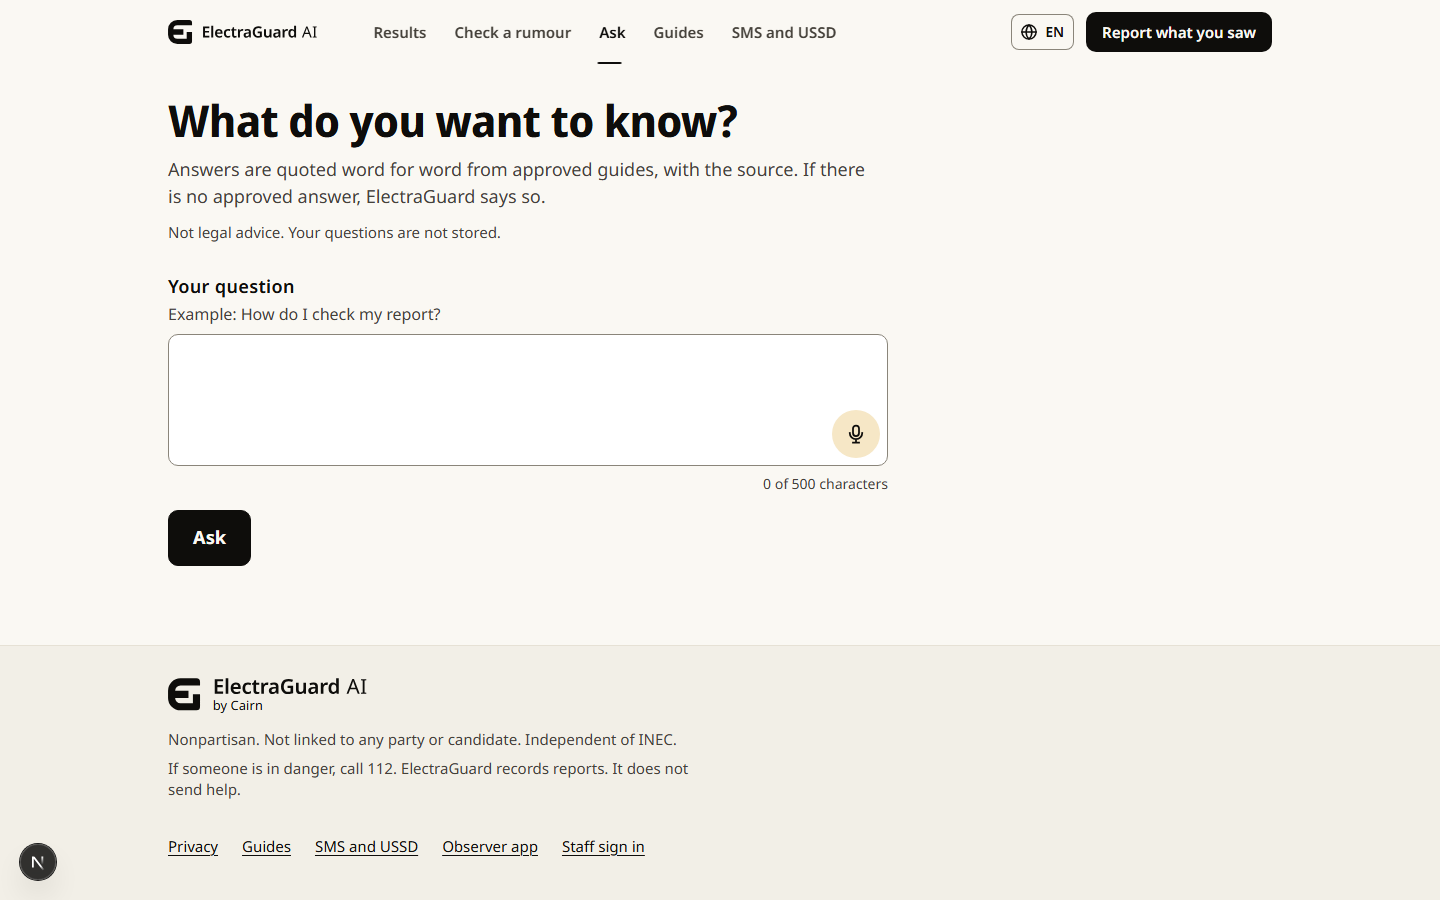 ElectraGuard AI
Results
Check a rumour
Ask
Guides
SMS and USSD
EN
Report what you saw
What do you want to know?
Answers are quoted word for word from approved guides, with the source. If there
is no approved answer, ElectraGuard says so.
Not legal advice. Your questions are not stored.
Your question
Example: How do I check my report?
0 of 500 characters
Ask
ElectraGuard AI
by Cairn
Nonpartisan. Not linked to any party or candidate. Independent of INEC.
If someone is in danger, call 112. ElectraGuard records reports. It does not
send help.
Privacy
Guides
SMS and USSD
Observer app
Staff sign in
N